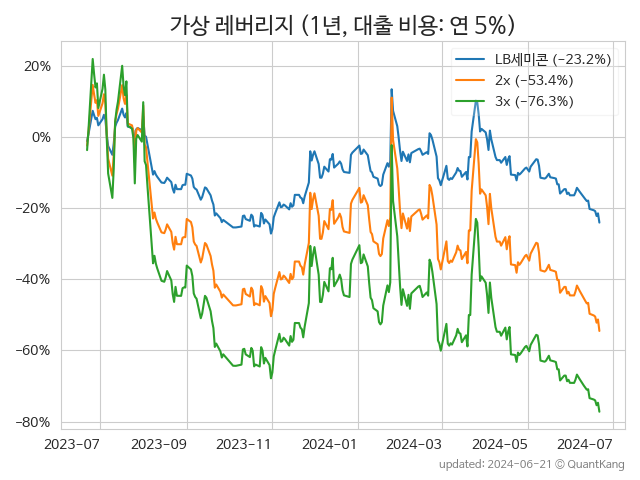 가상 레버리지 (1년, 대출 비용: 연 5%)
LB세미콘 (−23.2%)
2x (−53.4%)
3x (−76.3%)
20%
0%
−20%
−40%
−60%
−80%
2023-07
2023-09
2023-11
2024-01
2024-03
2024-05
2024-07
updated: 2024-06-21 © QuantKang